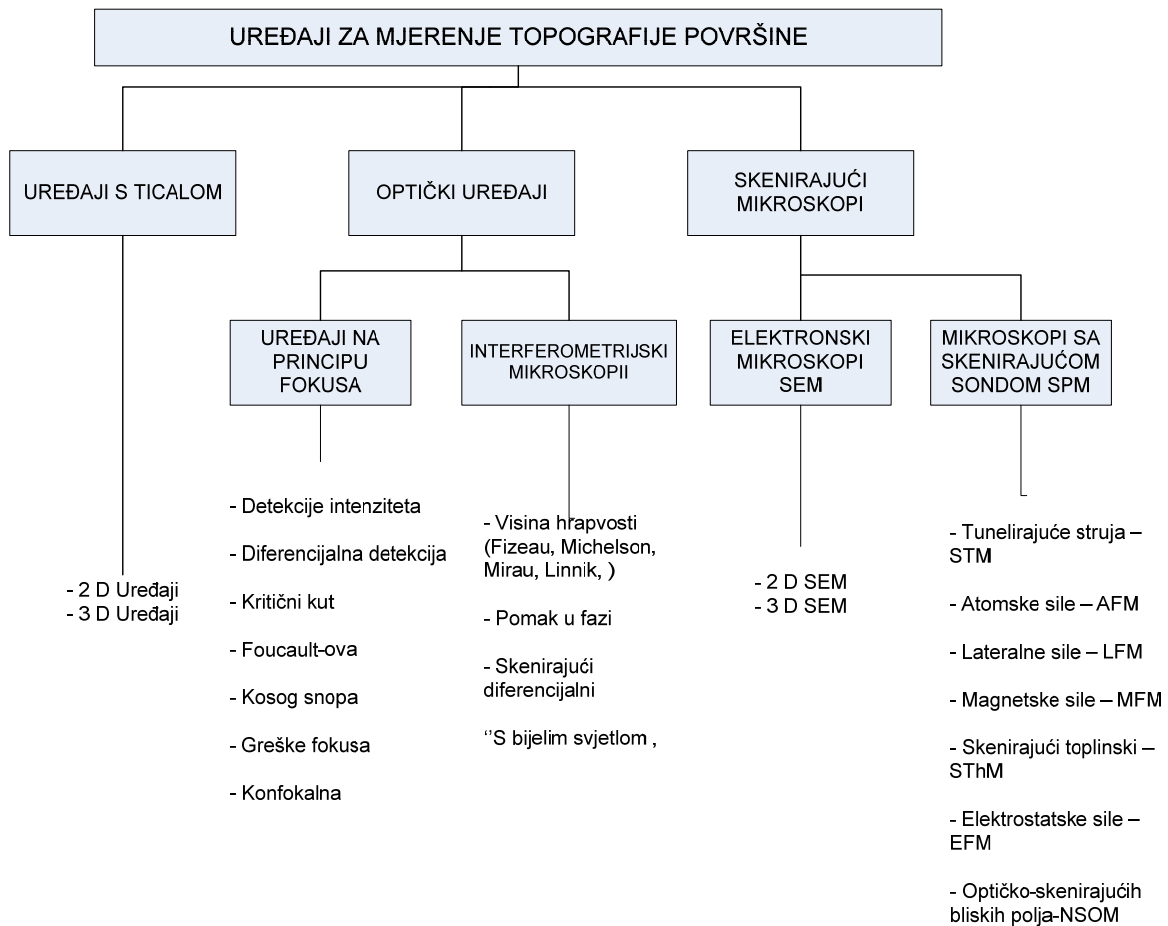 UREĐAJI ZA MJERENJE TOPOGRAFIJE POVRŠINE
UREĐAJI S TICALOM
OPTIČKI UREĐAJI
SKENIRAJUĆI
MIKROSKOPI
UREĐAJI NA
PRINCIPU
FOKUSA
INTERFEROMETRIJSKI
MIKROSKOPII
ELEKTRONSKI
MIKROSKOPI
SEM
MIKROSKOPI SA
SKENIRAJUĆOM
SONDOM SPM
- 2 D Uređaji
- 3 D Uređaji
- Detekcije intenziteta
- Diferencijalna detekcija
- Kritični kut
- Foucault-ova
- Kosog snopa
- Greške fokusa
- Konfokalna
- Visina hrapvosti
(Fizeau, Michelson,
Mirau, Linnik, )
- Pomak u fazi
- Skenirajući
diferencijalni
‘’S bijelim svjetlom ,
- 2 D SEM
- 3 D SEM
- Tunelirajuće struja –
STM
- Atomske sile – AFM
- Lateralne sile – LFM
- Magnetske sile – MFM
- Skenirajući toplinski –
SThM
- Elektrostatske sile –
EFM
- Optičko-skenirajućih
bliskih polja-NSOM